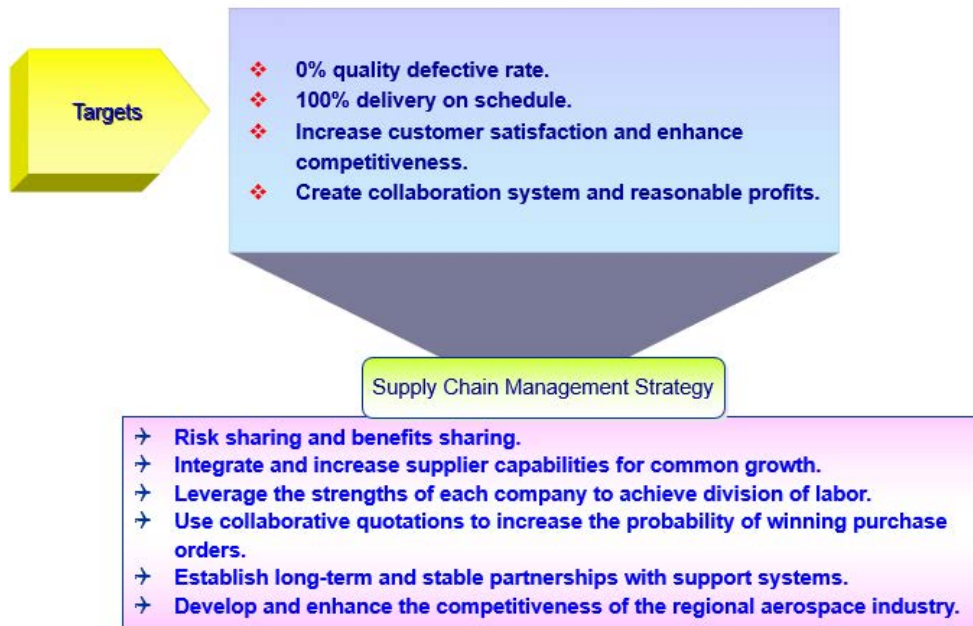 Targets
0% quality defective rate.
100% delivery on schedule.
Increase customer satisfaction and enhance
competitiveness.
Create collaboration system and reasonable profits.
Supply Chain Management Strategy
Risk sharing and benefits sharing.
Integrate and increase supplier capabilities for common growth.
Leverage the strengths of each company to achieve division of labor.
Use collaborative quotations to increase the probability of winning purchase
orders.
Establish long-term and stable partnerships with support systems.
Develop and enhance the competitiveness of the regional aerospace industry.